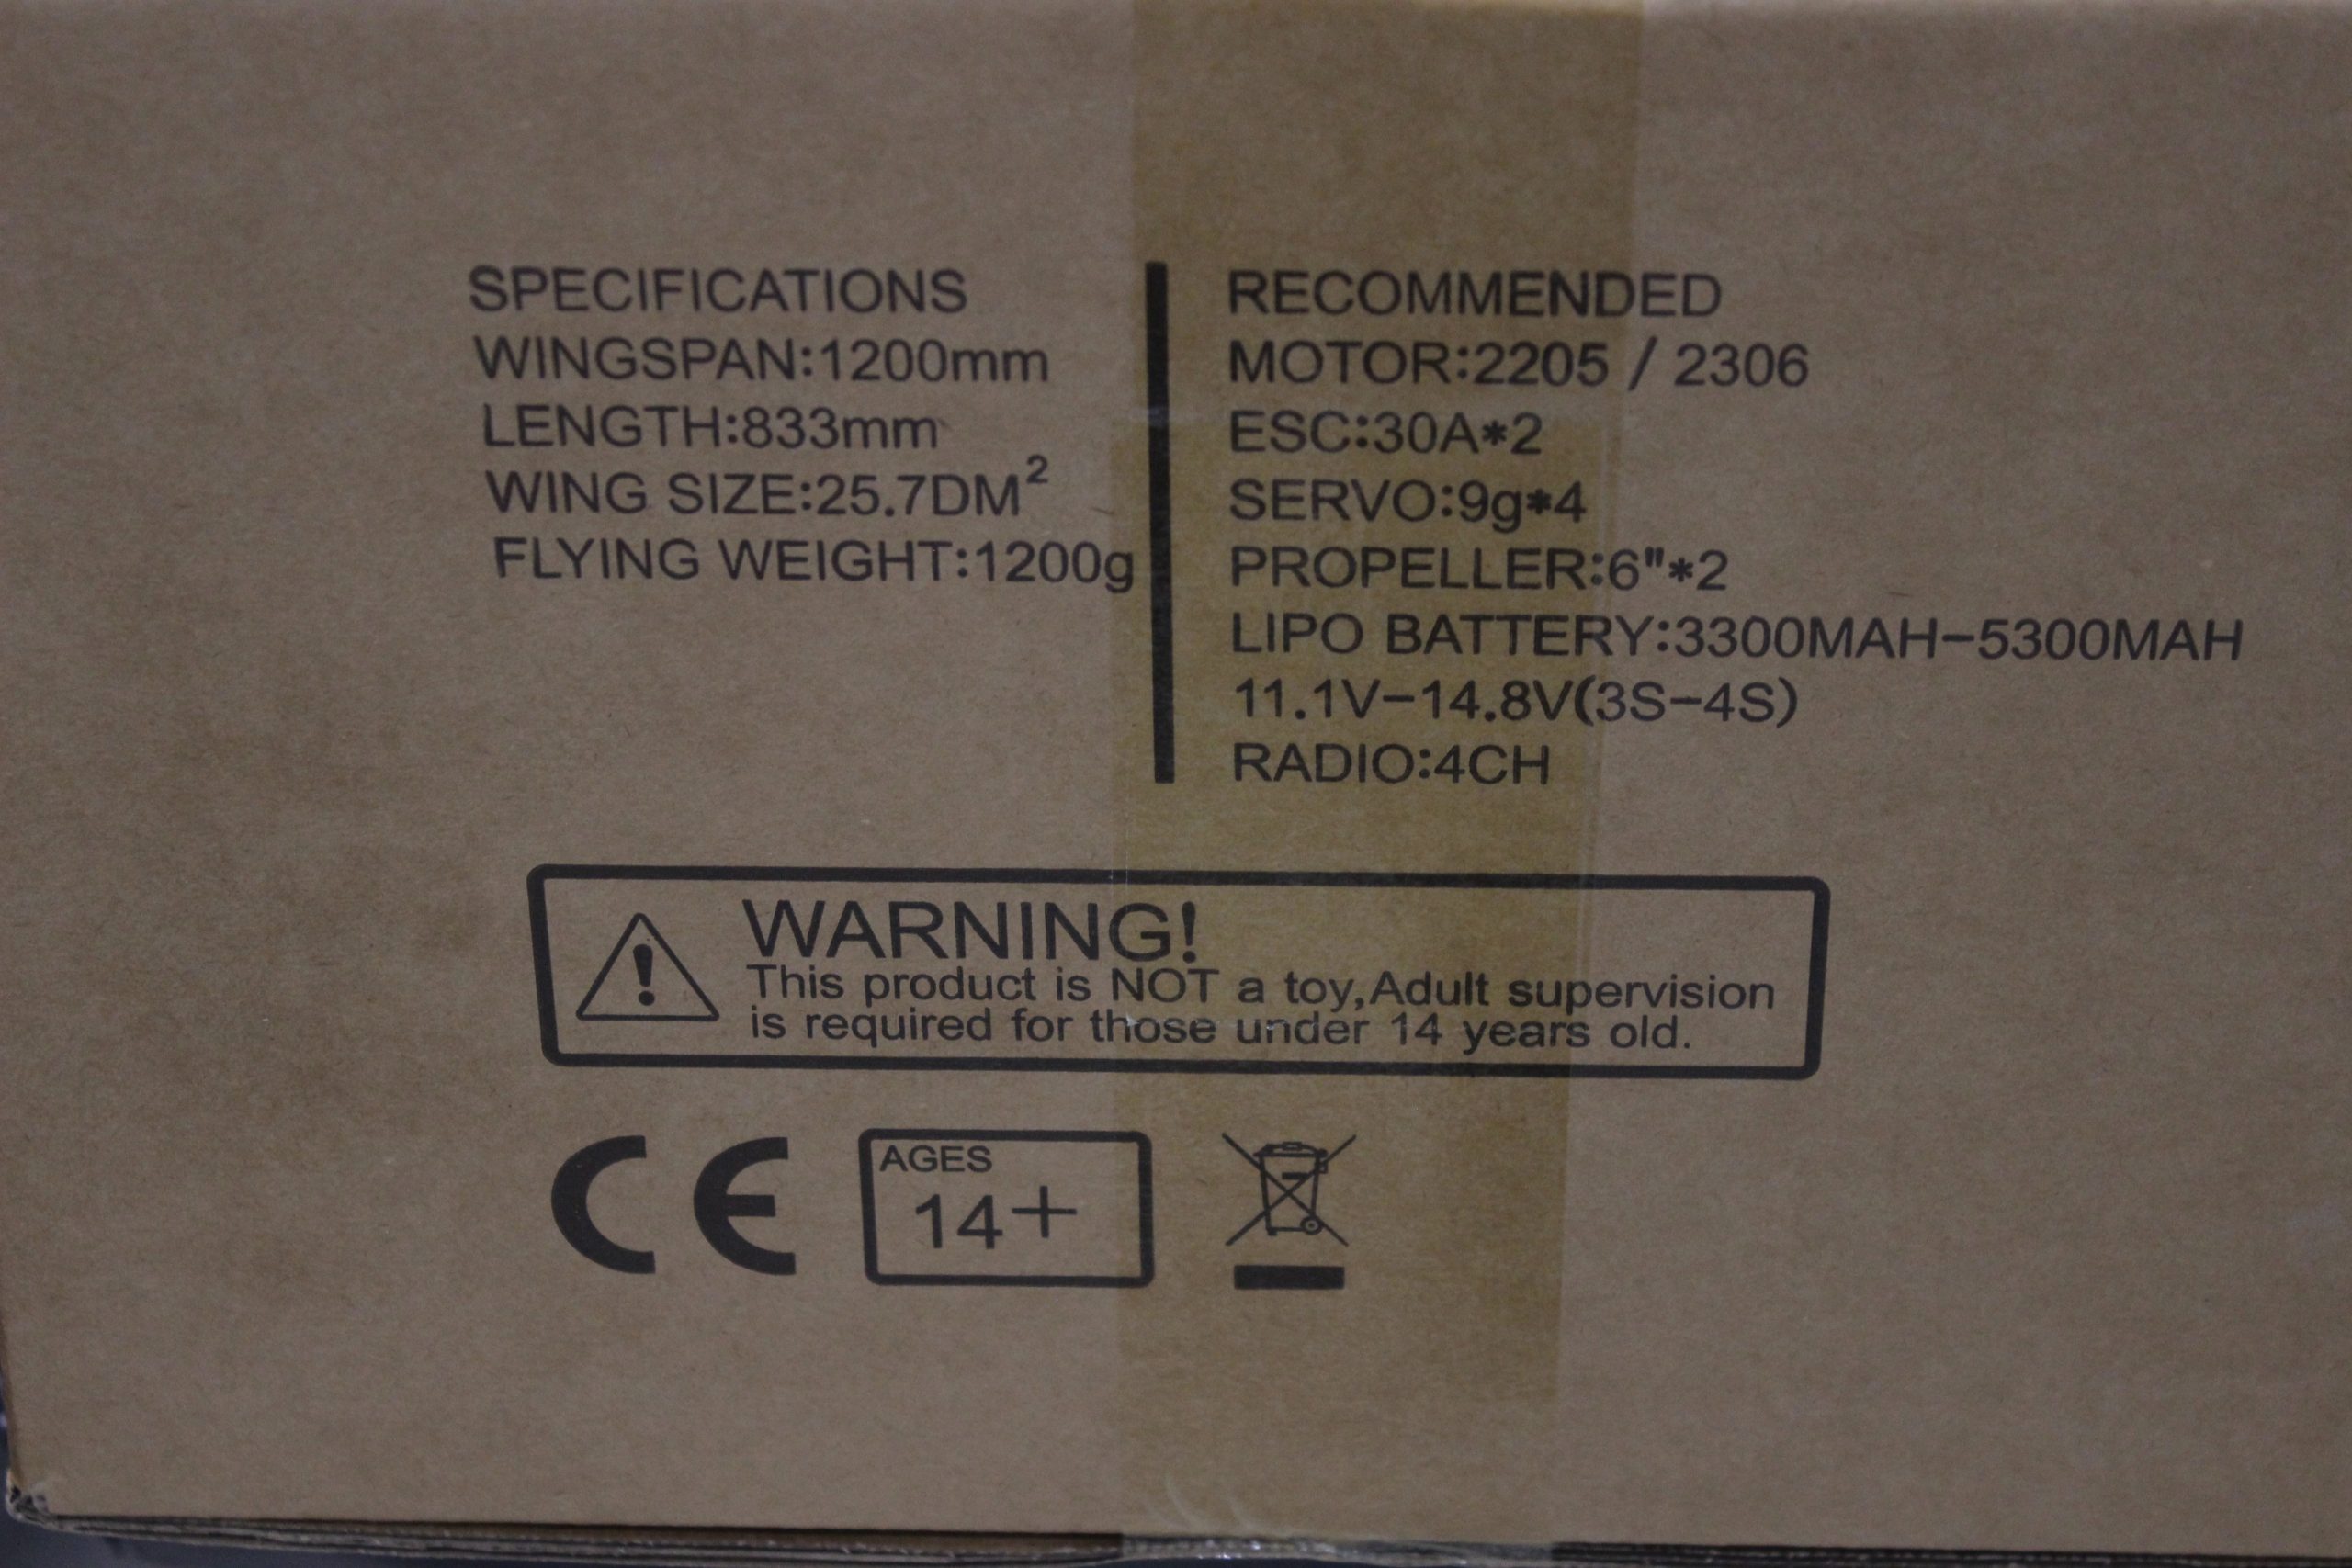 SPECIFICATIONS
WINGSPAN:1200mm
LENGTH:833mm
WING SIZE:25.7DM²
FLYING WEIGHT:1200g
RECOMMENDED
MOTOR:2205 / 2306
ESC:30A*2
SERVO:9g*4
PROPELLER:6"*2
LIPO BATTERY:3300MAH-5300MAH
11.1V-14.8V(3S-4S)
RADIO:4CH
WARNING!
This product is NOT a toy,Adult supervision
is required for those under 14 years old.
CE
AGES
14+